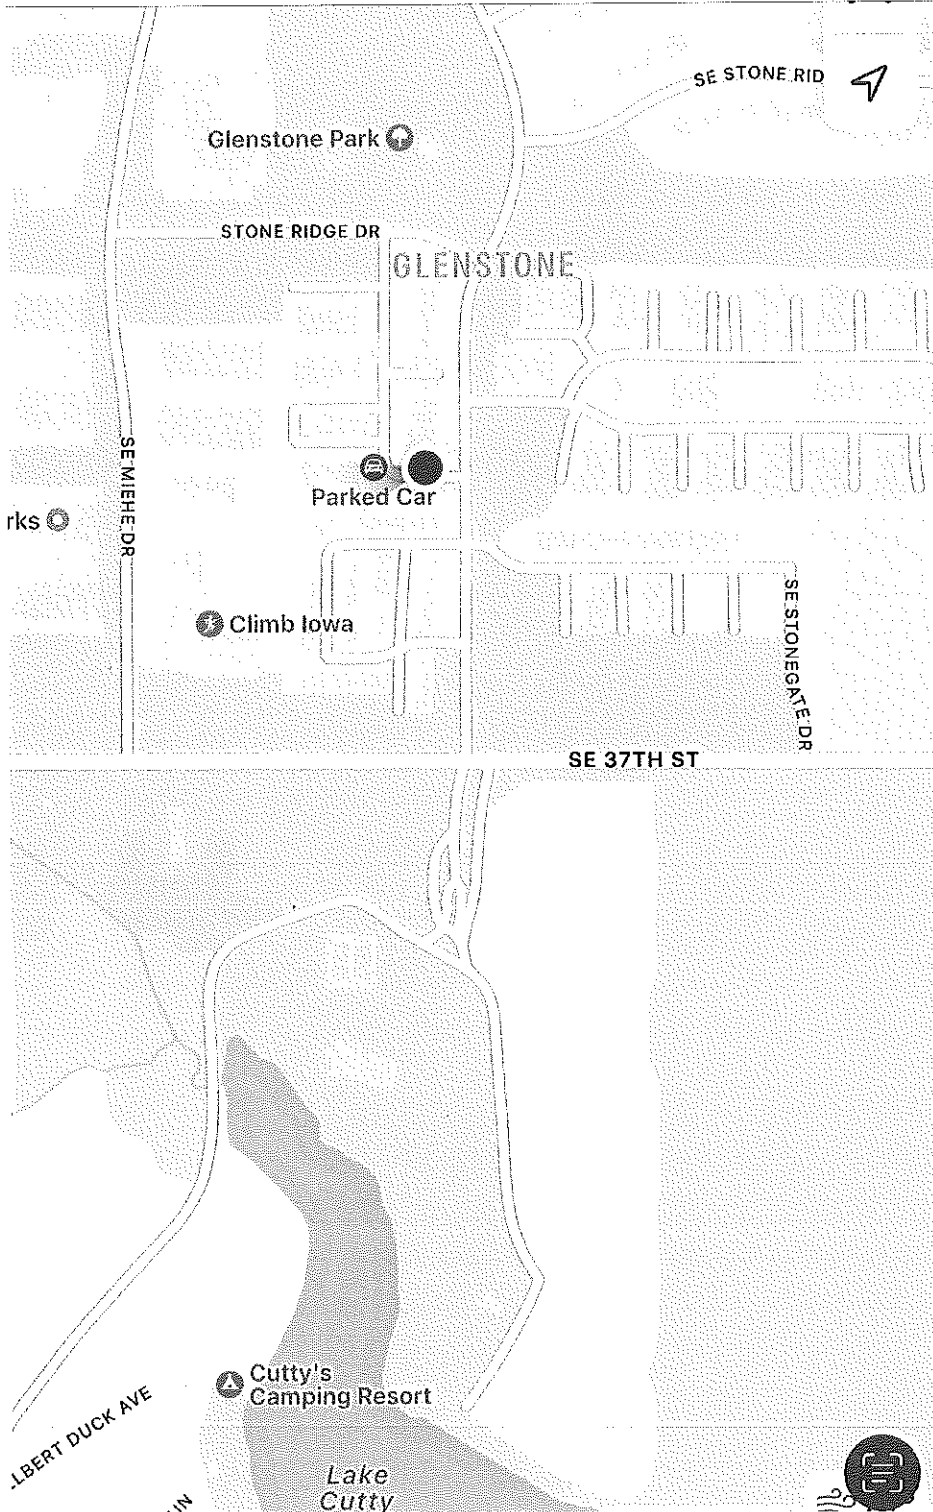 SE STONE RID
Glenstone Park
STONE RIDGE DR
GLENSTONE
SE MIEHE DR
Parked Car
rks
Climb Iowa
SE STONEGATE DR
SE 37TH ST
Cutty's
Camping Resort
LBERT DUCK AVE
Lake
Cutty